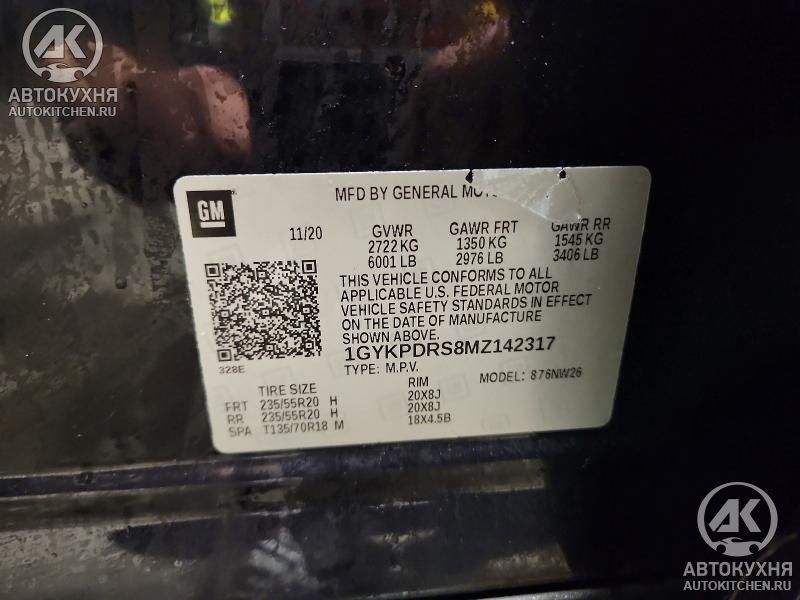 AK
АВТОКУХНЯ
AUTOKITCHEN.RU
GM
MFD BY GENERAL
11/20
GVWR GAWR FRT GAWR RR
2722 KG 1350 KG 1545 KG
6001 LB 2976 LB 3406 LB
THIS VEHICLE CONFORMS TO ALL
APPLICABLE U.S. FEDERAL MOTOR
VEHICLE SAFETY STANDARDS IN EFFECT
ON THE DATE OF MANUFACTURE
SHOWN ABOVE.
328E
1GYKPDRS8MZ142317
TYPE: M.P.V. MODEL: 876NW26
TIRE SIZE RIM
FRT 235/55R20 H 20X8J
RR 235/55R20 H 20X8J
SPA T135/70R18 M 18X4.5B
AK
АВТОКУХНЯ
AUTOKITCHEN.RU